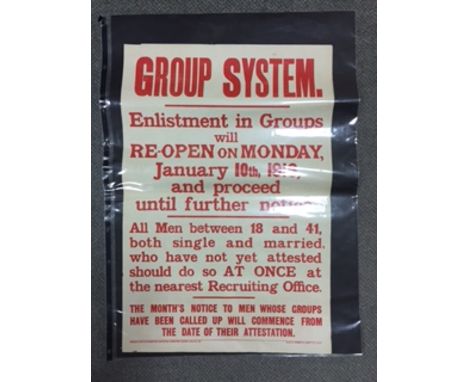 GROUP SYSTEM.
Enlistment in Groups
will
RE-OPEN ON MONDAY,
January 10th, 1916,
and proceed
until further notice.
All Men between 18 and 41,
both single and married,
who have not yet attested
should do so AT ONCE at
the nearest Recruiting Office.
THE MONTH'S NOTICE TO MEN WHOSE GROUPS
HAVE BEEN CALLED UP WILL COMMENCE FROM
THE DATE OF THEIR ATTESTATION.